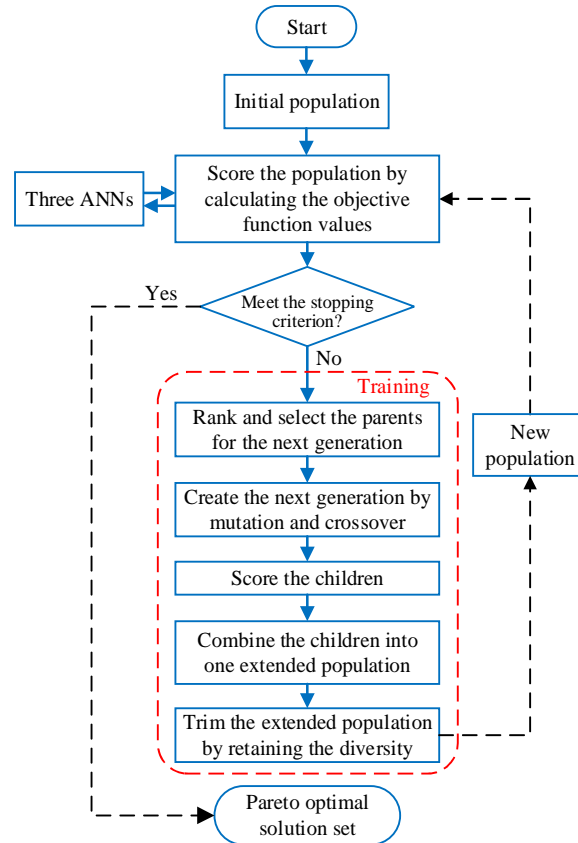 Start
Initial population
Three ANNs
Score the population by
calculating the objective
function values
Yes
Meet the stopping
criterion?
No
Training
Rank and select the parents
for the next generation
New
population
Create the next generation by
mutation and crossover
Score the children
Combine the children into
one extended population
Trim the extended population
by retaining the diversity
Pareto optimal
solution set